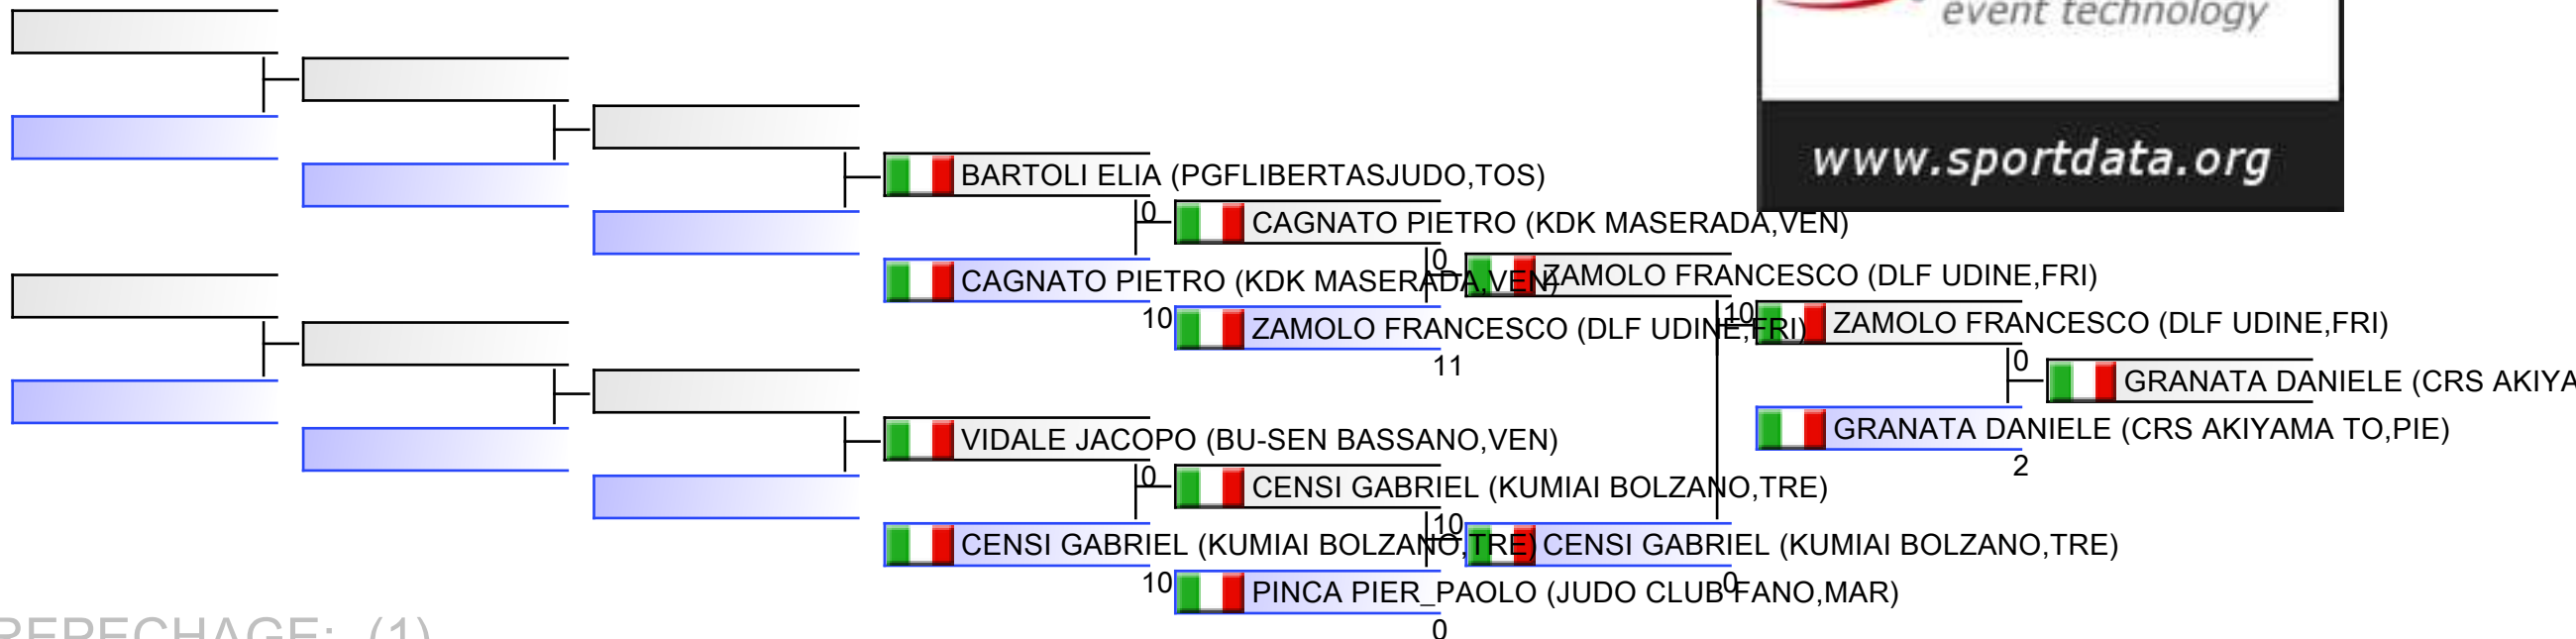 event technology
www.sportdata.org
BARTOLI ELIA (PGFLIBERTASJUDO,TOS)
0
CAGNATO PIETRO (KDK MASERADA,VEN)
0
CAGNATO PIETRO (KDK MASERADA,VEN)
ZAMOLO FRANCESCO (DLF UDINE,FRI)
10
10
ZAMOLO FRANCESCO (DLF UDINE,FRI)
ZAMOLO FRANCESCO (DLF UDINE,FRI)
11
0
GRANATA DANIELE (CRS AKIYA
VIDALE JACOPO (BU-SEN BASSANO,VEN)
GRANATA DANIELE (CRS AKIYAMA TO,PIE)
2
0
CENSI GABRIEL (KUMIAI BOLZANO,TRE)
10
CENSI GABRIEL (KUMIAI BOLZANO,TRE)
CENSI GABRIEL (KUMIAI BOLZANO,TRE)
10
0
PINCA PIER_PAOLO (JUDO CLUB FANO,MAR)
0
REPECHAGE: (1)